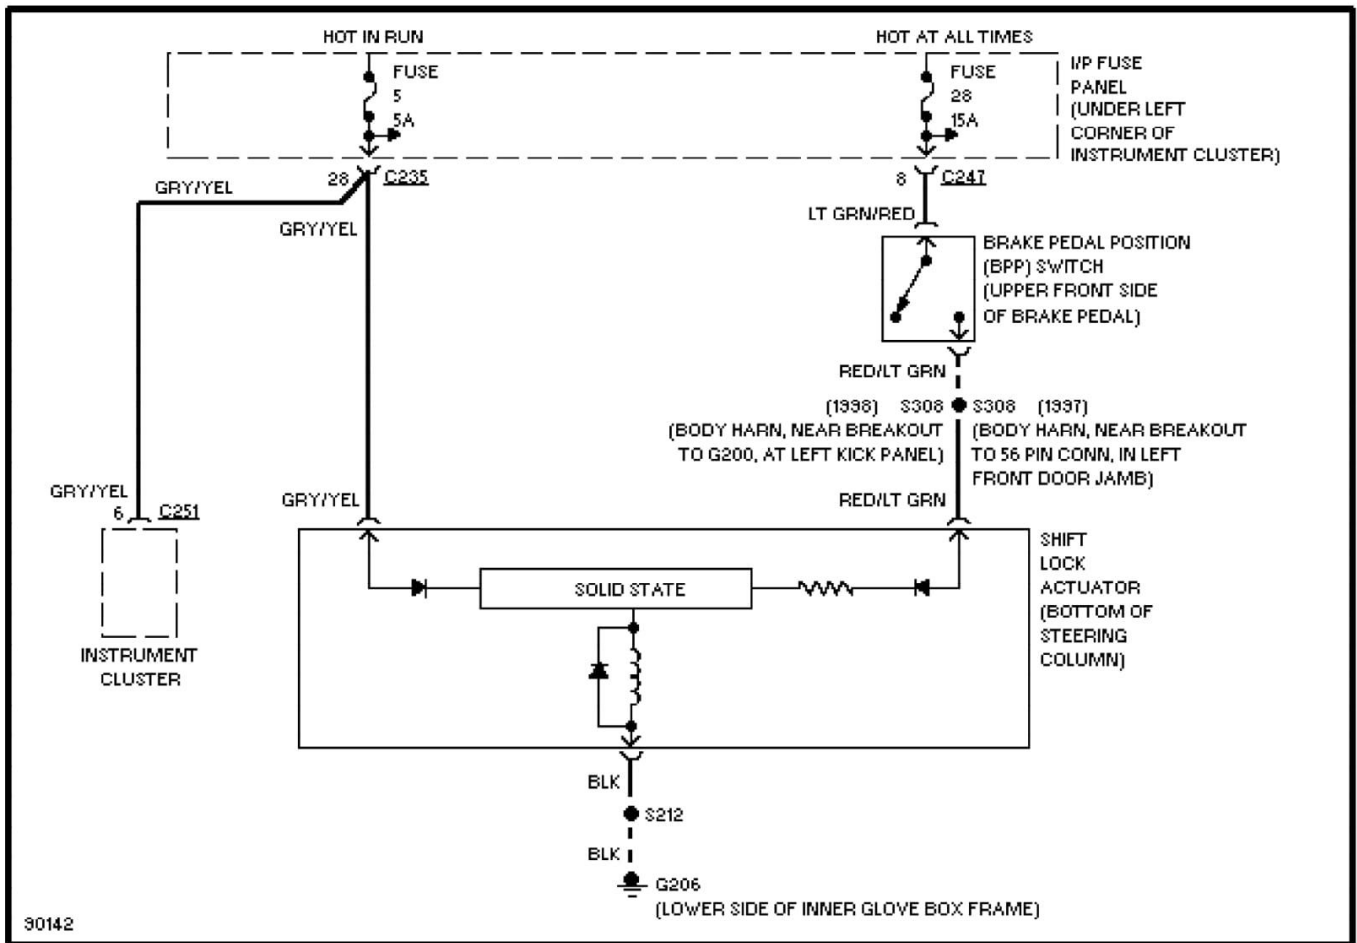 HOT IN RUN
HOT AT ALL TIMES
FUSE
5
5A
FUSE
28
15A
I/P FUSE
PANEL
(UNDER LEFT
CORNER OF
INSTRUMENT CLUSTER)
28
C235
8
C247
GRY/YEL
GRY/YEL
LT GRN/RED
BRAKE PEDAL POSITION
(BPP) SWITCH
(UPPER FRONT SIDE
OF BRAKE PEDAL)
RED/LT GRN
(1998) S308
S308 (1997)
(BODY HARN, NEAR BREAKOUT
TO G200, AT LEFT KICK PANEL)
(BODY HARN, NEAR BREAKOUT
TO 56 PIN CONN, IN LEFT
FRONT DOOR JAMB)
GRY/YEL
6
C251
GRY/YEL
RED/LT GRN
INSTRUMENT
CLUSTER
SOLID STATE
SHIFT
LOCK
ACTUATOR
(BOTTOM OF
STEERING
COLUMN)
BLK
S212
BLK
G206
(LOWER SIDE OF INNER GLOVE BOX FRAME)
90142